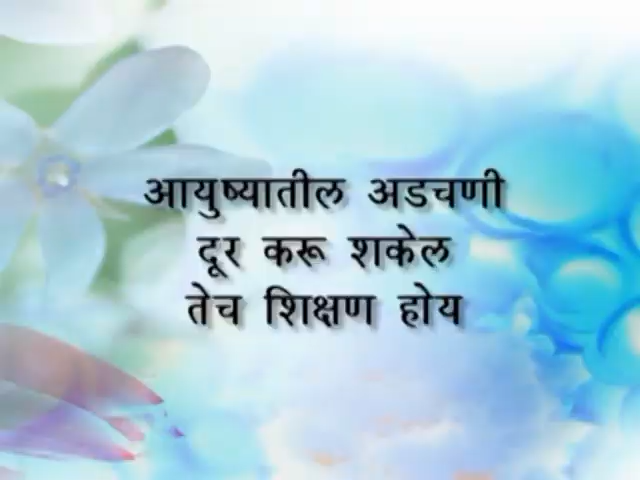 आयुष्यातील अडचणी
दूर करू शकेल
तेच शिक्षण होय